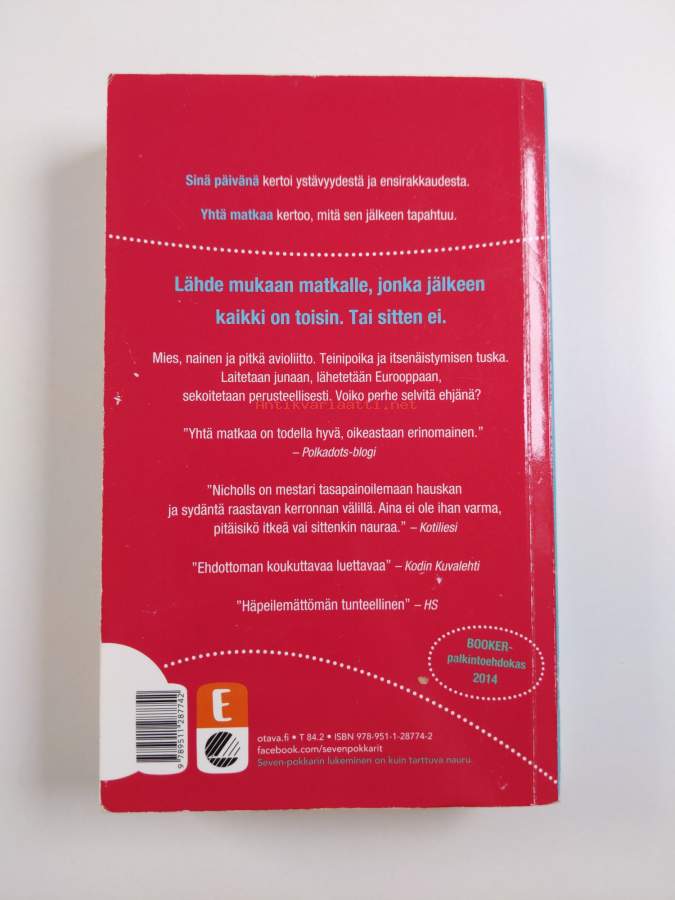 Sinä päivänä kertoi ystävyydestä ja ensirakkaudesta.
Yhtä matkaa kertoo, mitä sen jälkeen tapahtuu.
Lähde mukaan matkalle, jonka jälkeen
kaikki on toisin. Tai sitten ei.
Mies, nainen ja pitkä avioliitto. Teinipoika ja itsenäistymisen tuska.
Laitetaan junaan, lähetetään Eurooppaan,
sekoitetaan perusteellisesti. Voiko perhe selvitä ehjänä?
Antikvariaatti.net
”Yhtä matkaa on todella hyvä, oikeastaan erinomainen.”
– Polkadots-blogi
”Nicholls on mestari tasapainoilemaan hauskan
ja sydäntä raastavan kerronnan välillä. Aina ei ole ihan varma,
pitäisikö itkeä vai sittenkin nauraa.” – Kotiliesi
”Ehdottoman koukuttavaa luettavaa” – Kodin Kuvalehti
”Häpeilemättömän tunteellinen” – HS
BOOKER-
palkintoehdokas
2014
9 789511 287742
E
otava.fi • T 84.2 • ISBN 978-951-1-28774-2
facebook.com/sevenpokkarit
Seven-pokkarin lukeminen on kuin tarttuva nauru.